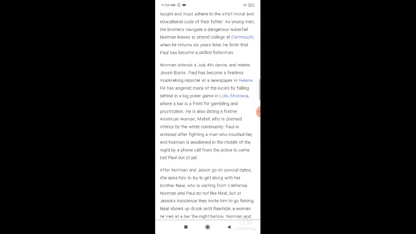 taught and must adhere to the strict moral and
educational code of their father. As young men,
the brothers navigate a dangerous waterfall.
Norman leaves to attend college at Dartmouth;
when he returns six years later, he finds that
Paul has become a skilled fisherman.
Norman attends a July 4th dance, and meets
Jessie Burns. Paul has become a fearless
muckraking reporter at a newspaper in Helena.
He has angered many of the locals by falling
behind in a big poker game in Lolo, Montana,
where a bar is a front for gambling and
prostitution. He is also dating a Native
American woman, Mabel, who is deemed
inferior by the white community. Paul is
arrested after fighting a man who insulted her,
and Norman is awakened in the middle of the
night by a phone call from the police to come
bail Paul out of jail.
After Norman and Jessie go on several dates,
she asks him to try to get along with her
brother Neal, who is visiting from California.
Norman and Paul do not like Neal, but at
Jessie's insistence they invite him to go fishing.
Neal shows up drunk with Rawhide, a woman
he met at a bar the night before. Norman and